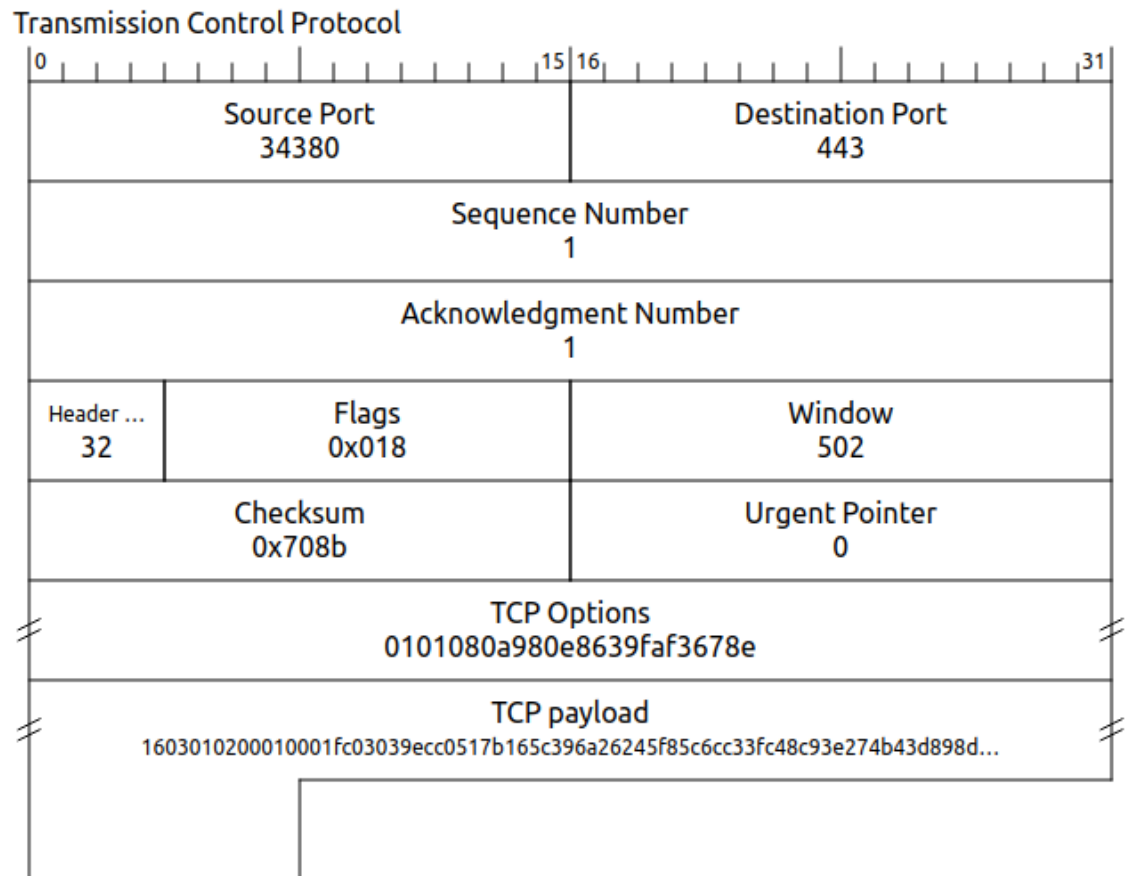 Transmission Control Protocol
0 15 16 31
Source Port Destination Port
34380 443
Sequence Number
1
Acknowledgment Number
1
Header ... Flags Window
32 0x018 502
Checksum Urgent Pointer
0x708b 0
TCP Options
0101080a980e8639faf3678e
TCP payload
1603010200010001fc03039ecc0517b165c396a26245f85c6cc33fc48c93e274b43d898d...